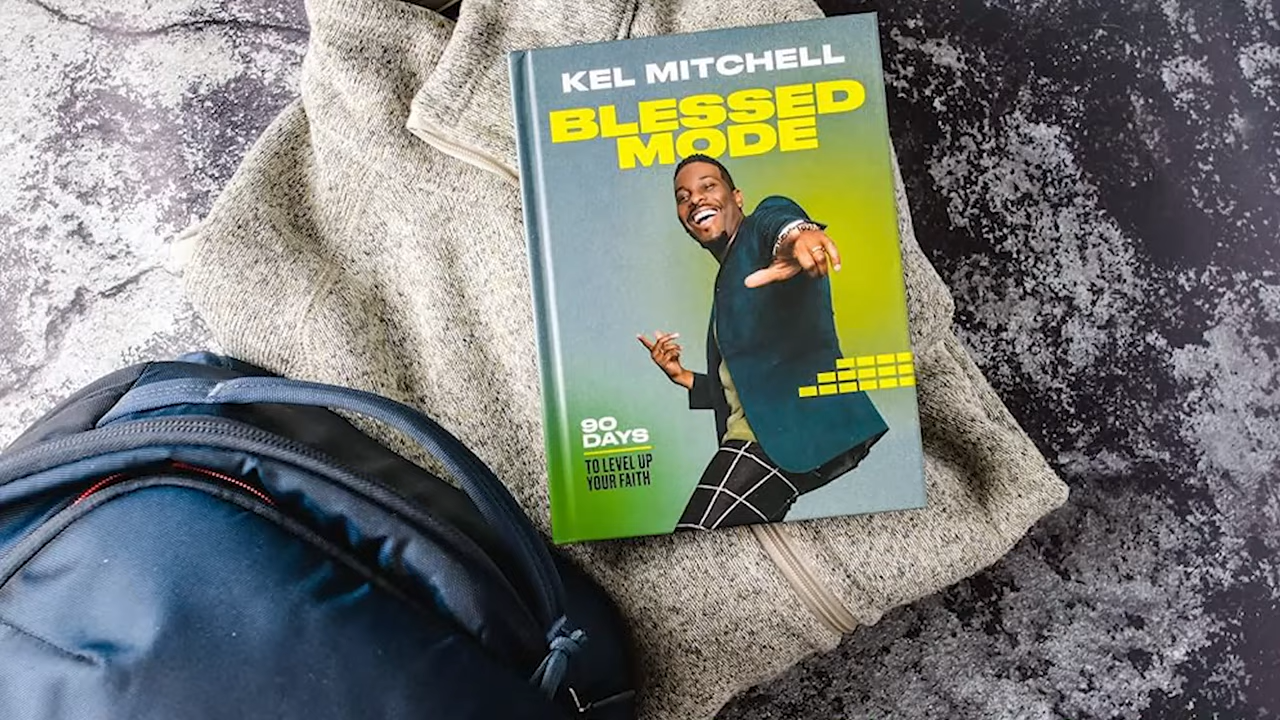 KEL MITCHELL
BLESSED
MODE
90
DAYS
TO LEVEL UP
YOUR FAITH